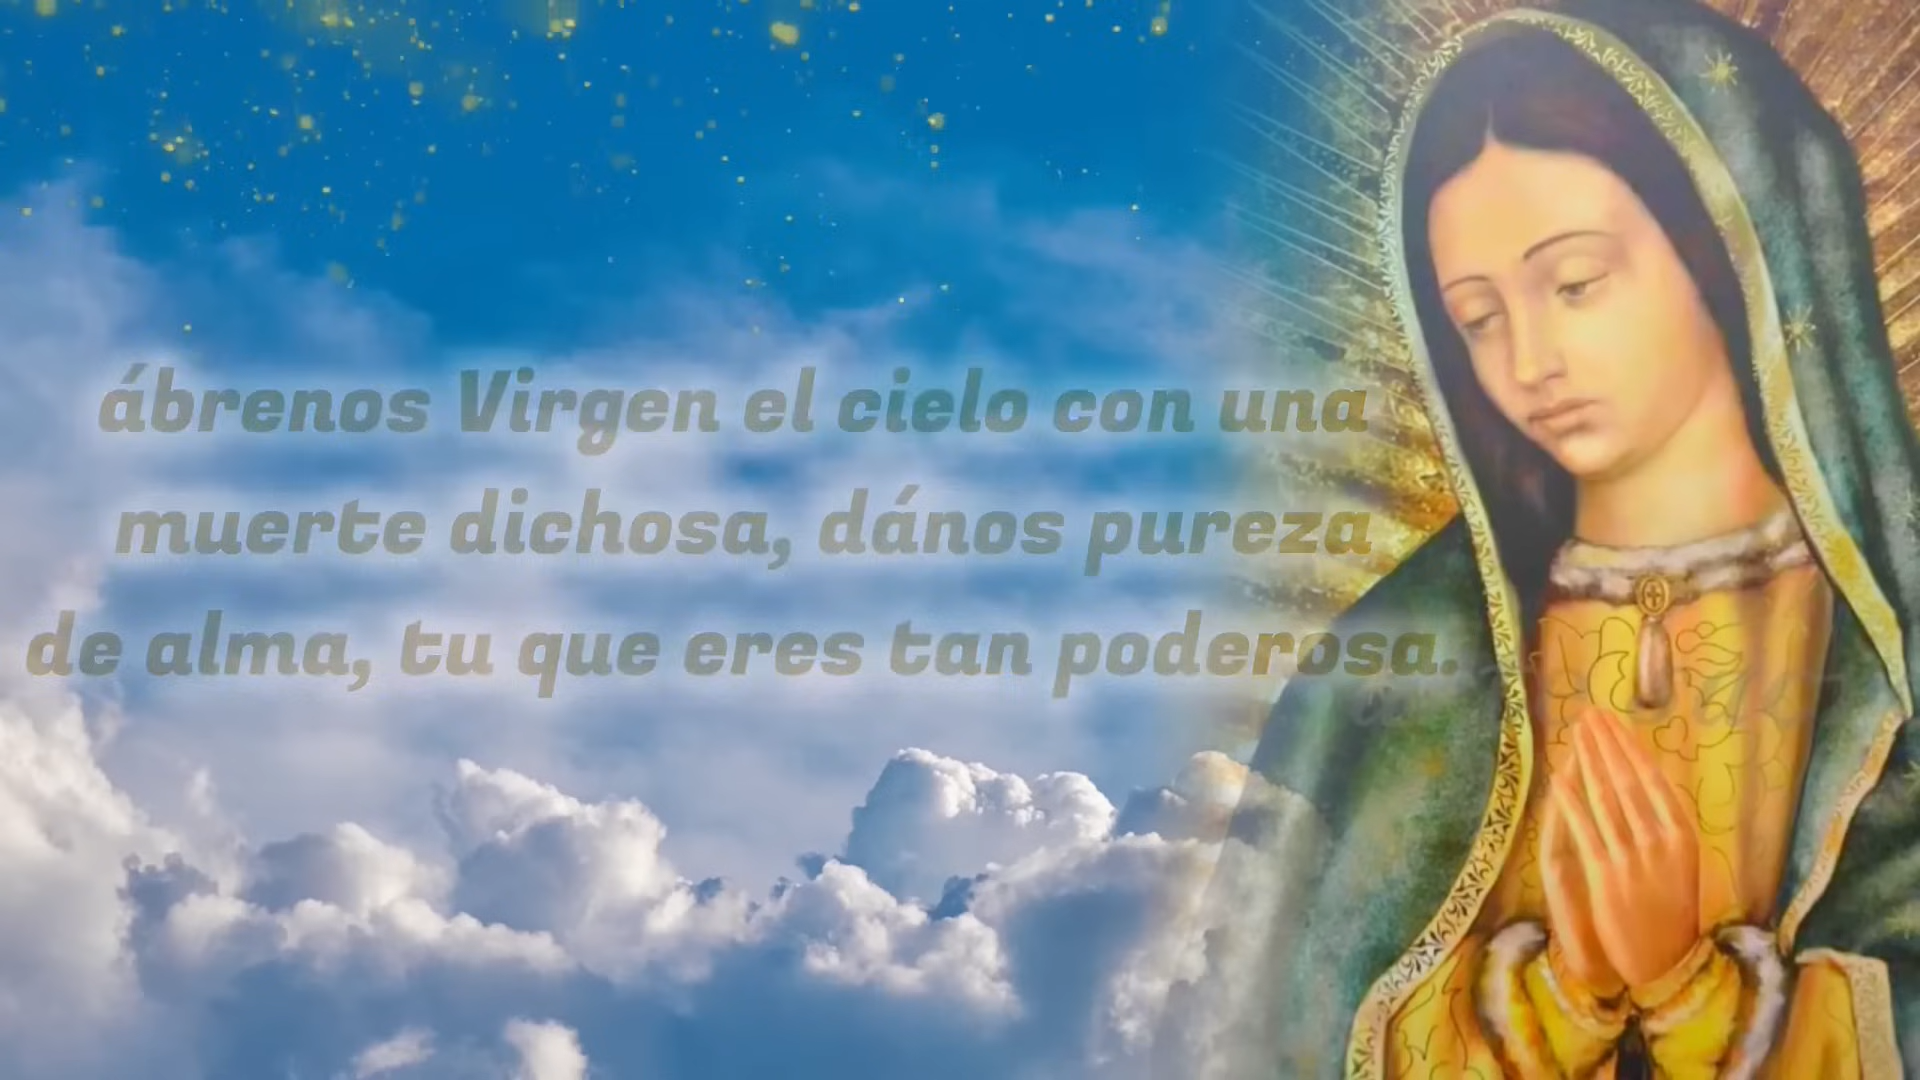 ábrenos Virgen el cielo con una
muerte dichosa, dános pureza
de alma, tu que eres tan poderosa.